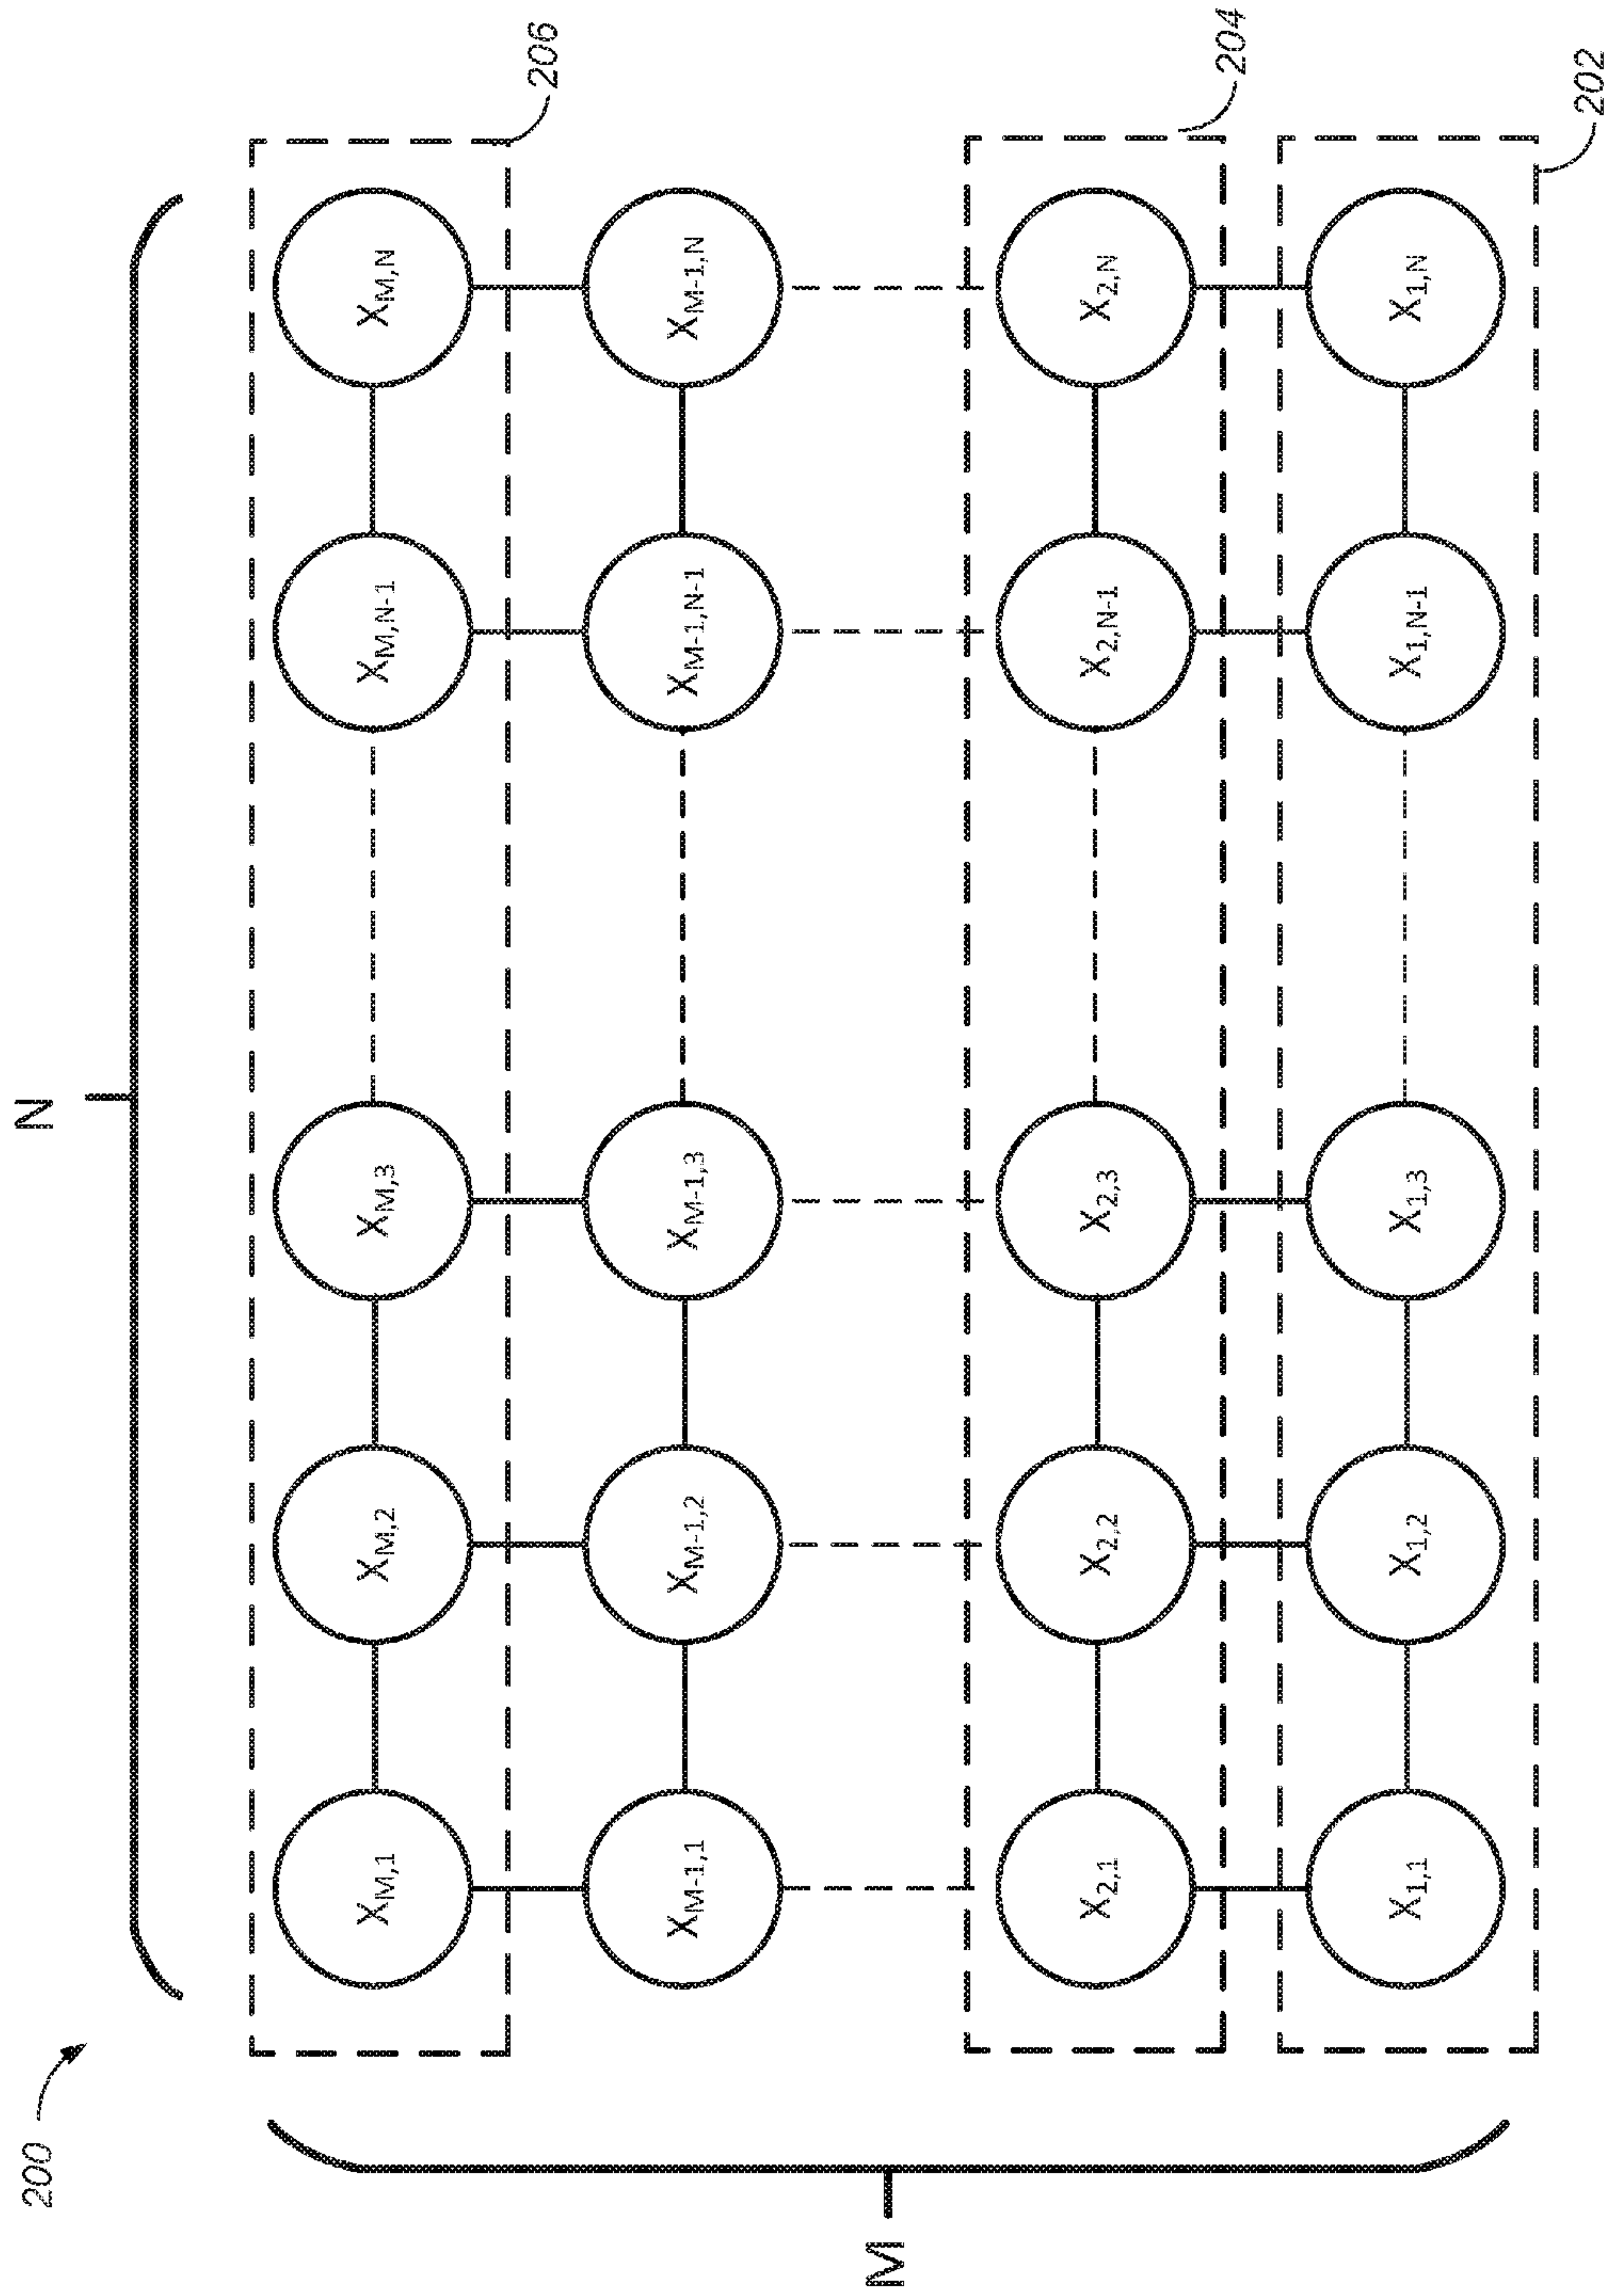 200 N
X_{M,1} X_{M,2} X_{M,3} X_{M,N-1} X_{M,N}
206
X_{M-1,1} X_{M-1,2} X_{M-1,3} X_{M-1,N-1} X_{M-1,N}
M
X_{2,1} X_{2,2} X_{2,3} X_{2,N-1} X_{2,N}
204
X_{1,1} X_{1,2} X_{1,3} X_{1,N-1} X_{1,N}
202